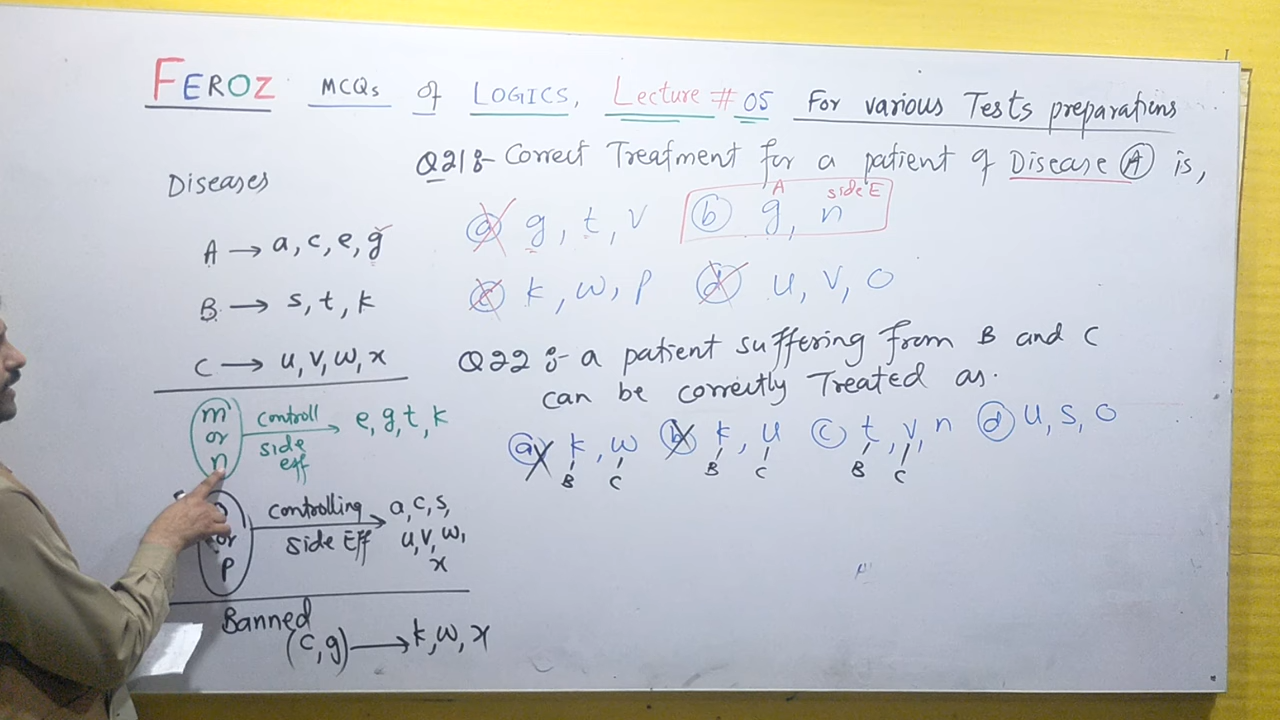 FEROZ MCQs of LOGICS, Lecture # 05 For various Tests preparations
Q21:- Correct Treatment for a patient of Disease A is,
a g, t, v b g, n
A side E
c k, w, p d u, v, o
Q22:- a patient suffering from B and C
can be correctly Treated as.
a k, w b k, u c t, v, n d u, s, o
B C B C B C
Diseases
A → a, c, e, g
B → s, t, k
C → u, v, w, x
m or n controll side eff → e, g, t, k
or p controlling side Eff → a, c, s, u, v, w, x
Banned
(c, g) → k, w, x